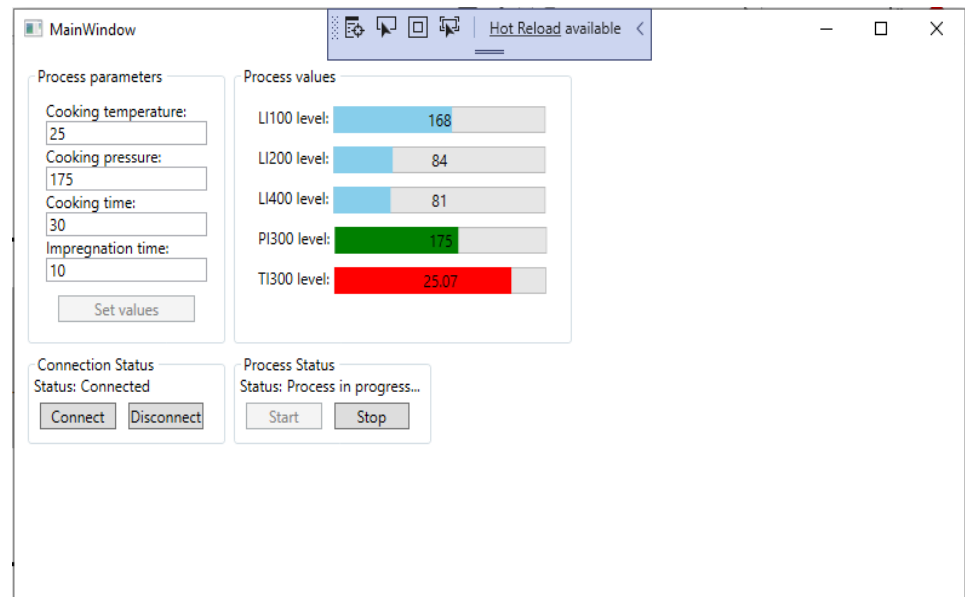 MainWindow
Hot Reload available
Process parameters
Cooking temperature:
25
Cooking pressure:
175
Cooking time:
30
Impregnation time:
10
Set values
Process values
LI100 level: 168
LI200 level: 84
LI400 level: 81
PI300 level: 175
TI300 level: 25.07
Connection Status
Status: Connected
Connect Disconnect
Process Status
Status: Process in progress...
Start Stop